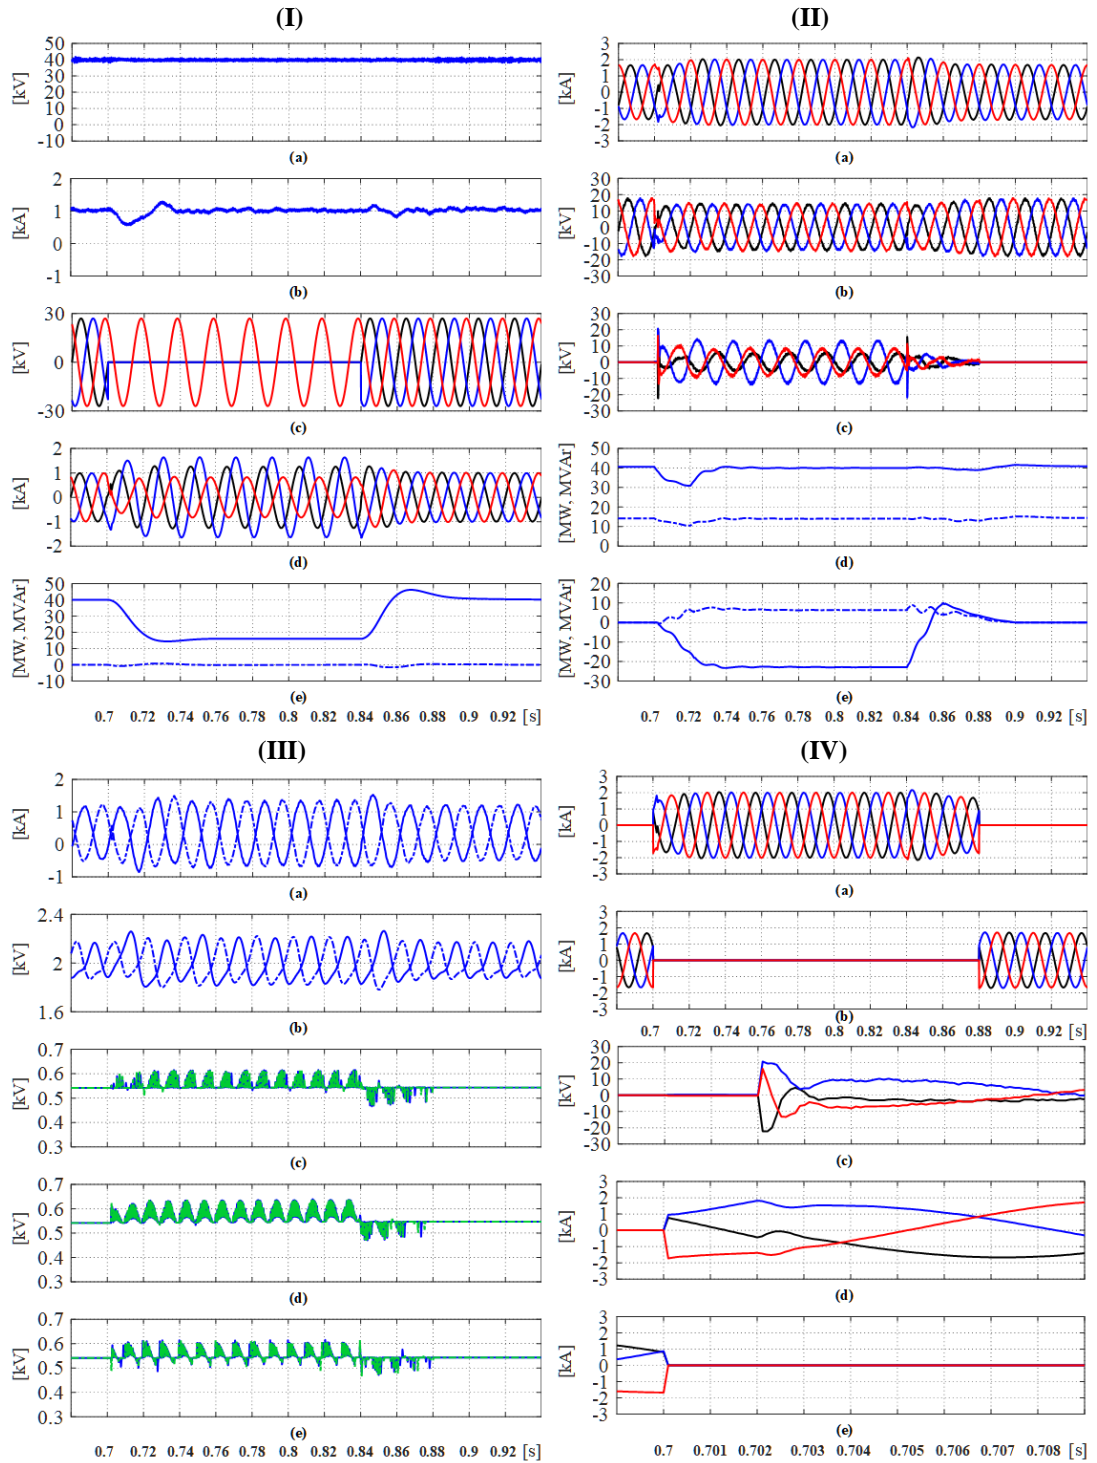 (I)
50
40
30
20
10
0
-10
[kV]
(a)
2
1
0
-1
[kA]
(b)
30
0
-30
[kV]
(c)
2
1
0
-1
-2
[kA]
(d)
50
40
30
20
10
0
-10
[MW, MVAr]
(e)
0.7 0.72 0.74 0.76 0.78 0.8 0.82 0.84 0.86 0.88 0.9 0.92 [s]
(II)
3
2
1
0
-1
-2
-3
[kA]
(a)
30
20
10
0
-10
-20
-30
[kV]
(b)
30
20
10
0
-10
-20
-30
[kV]
(c)
50
40
30
20
10
0
[MW, MVAr]
(d)
20
10
0
-10
-20
-30
[MW, MVAr]
(e)
0.7 0.72 0.74 0.76 0.78 0.8 0.82 0.84 0.86 0.88 0.9 0.92 [s]
(III)
2
1
0
-1
[kA]
(a)
2.4
2.0
1.6
[kV]
(b)
0.7
0.6
0.5
0.3
[kV]
(c)
0.7
0.6
0.5
0.3
[kV]
(d)
0.7
0.6
0.5
0.3
[kV]
(e)
0.7 0.72 0.74 0.76 0.78 0.8 0.82 0.84 0.86 0.88 0.9 0.92 [s]
(IV)
3
2
1
0
-1
-2
-3
[kA]
(a)
3
2
1
0
-1
-2
-3
[kA]
(b)
0.7 0.72 0.74 0.76 0.78 0.8 0.82 0.84 0.86 0.88 0.9 0.92 [s]
30
20
10
0
-10
-20
-30
[kV]
(c)
3
2
1
0
-1
-2
-3
[kA]
(d)
3
2
1
0
-1
-2
-3
[kA]
(e)
0.7 0.701 0.702 0.703 0.704 0.705 0.706 0.707 0.708 [s]